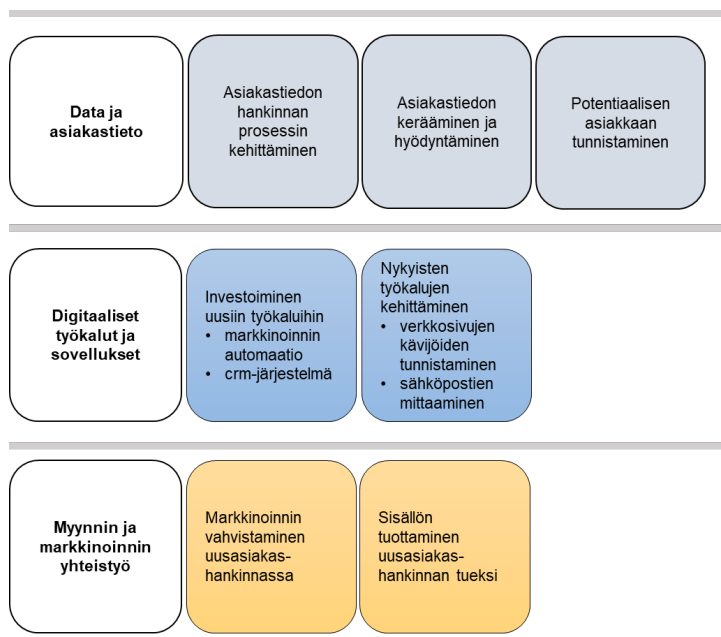 Data ja
asiakastieto
Asiakastiedon
hankinnan
prosessin
kehittäminen
Asiakastiedon
kerääminen ja
hyödyntäminen
Potentiaalisen
asiakkaan
tunnistaminen
Digitaaliset
työkalut ja
sovellukset
Investoiminen
uusiin työkaluihin
• markkinoinnin
automaatio
• crm-järjestelmä
Nykyisten
työkalujen
kehittäminen
• verkkosivujen
kävijöiden
tunnistaminen
• sähköpostien
mittaaminen
Myynnin ja
markkinoinnin
yhteistyö
Markkinoinnin
vahvistaminen
uusasiakas-
hankinnassa
Sisällön
tuottaminen
uusasiakas-
hankinnan tueksi